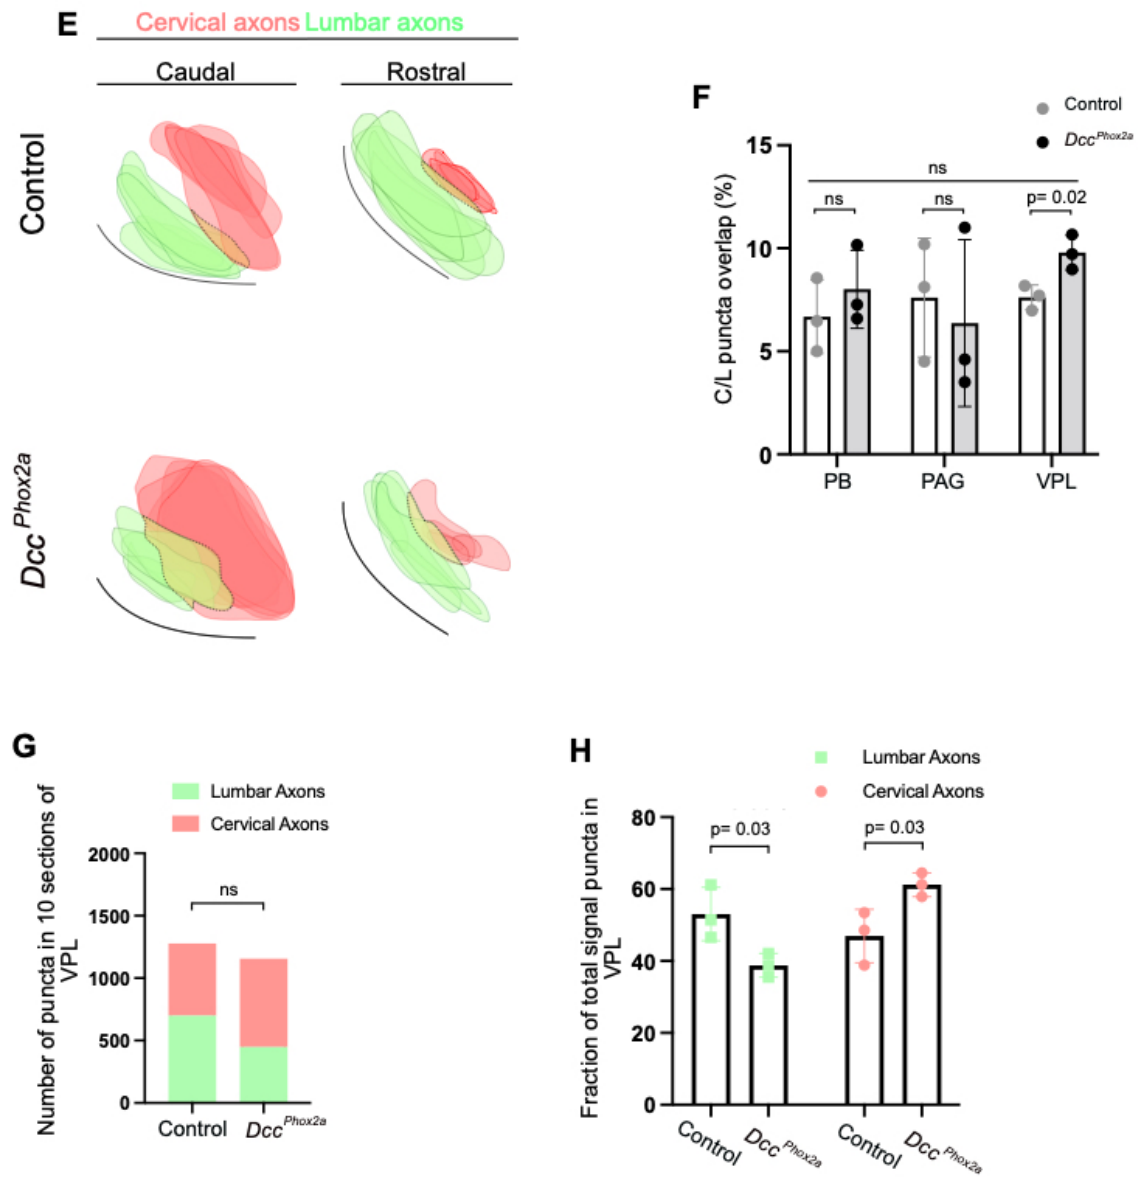 E
Cervical axons Lumbar axons
Caudal
Rostral
Control
Dcc Phox2a
F
Control
Dcc Phox2a
C/L puncta overlap (%)
15
10
5
0
ns
ns
ns
p= 0.02
PB
PAG
VPL
G
Lumbar Axons
Cervical Axons
Number of puncta in 10 sections of
VPL
2000
1500
1000
500
0
ns
Control
Dcc Phox2a
H
Lumbar Axons
Cervical Axons
Fraction of total signal puncta in
VPL
80
60
40
20
0
p= 0.03
p= 0.03
Control
Dcc Phox2a
Control
Dcc Phox2a